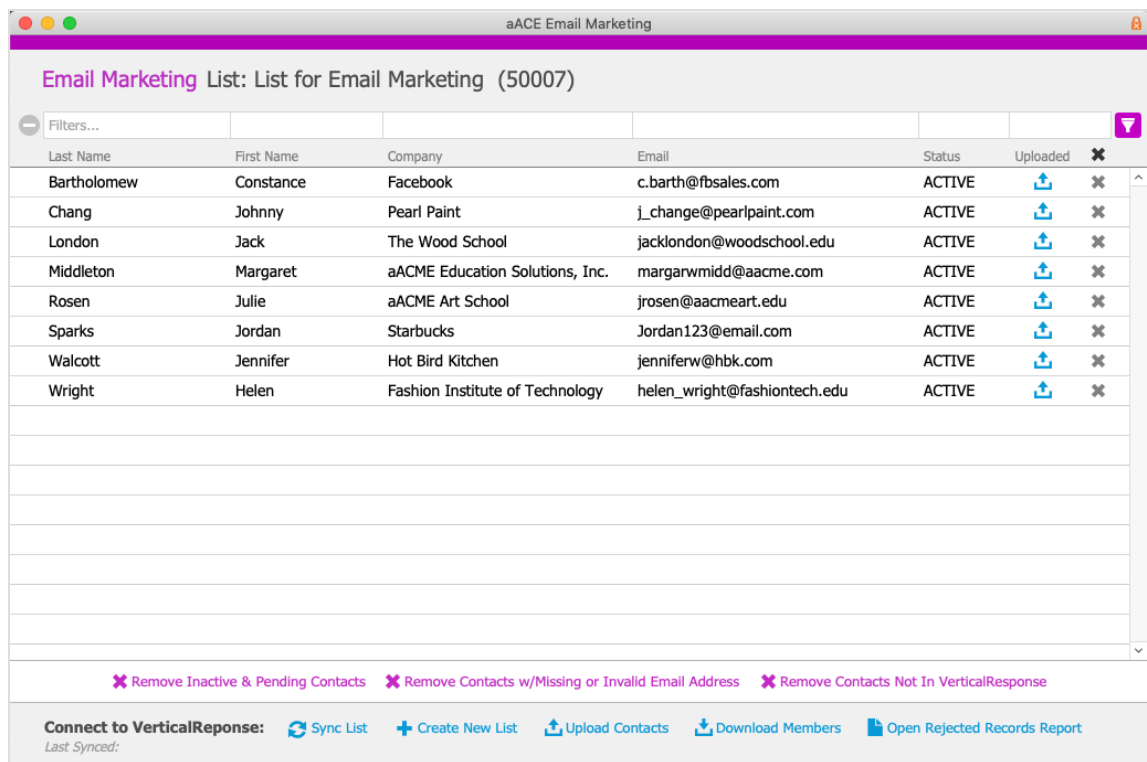 aACE Email Marketing
Email Marketing List: List for Email Marketing (50007)
Filters...
Last Name First Name Company Email Status Uploaded
Bartholomew Constance Facebook c.barth@fbsales.com ACTIVE
Chang Johnny Pearl Paint j_change@pearlpaint.com ACTIVE
London Jack The Wood School jacklondon@woodschool.edu ACTIVE
Middleton Margaret aACME Education Solutions, Inc. margarwmidd@aacme.com ACTIVE
Rosen Julie aACME Art School jrosen@aacmeart.edu ACTIVE
Sparks Jordan Starbucks Jordan123@email.com ACTIVE
Walcott Jennifer Hot Bird Kitchen jenniferw@hbk.com ACTIVE
Wright Helen Fashion Institute of Technology helen_wright@fashiontech.edu ACTIVE
Remove Inactive & Pending Contacts Remove Contacts w/Missing or Invalid Email Address Remove Contacts Not In VerticalResponse
Connect to VerticalReponse: Sync List Create New List Upload Contacts Download Members Open Rejected Records Report
Last Synced: